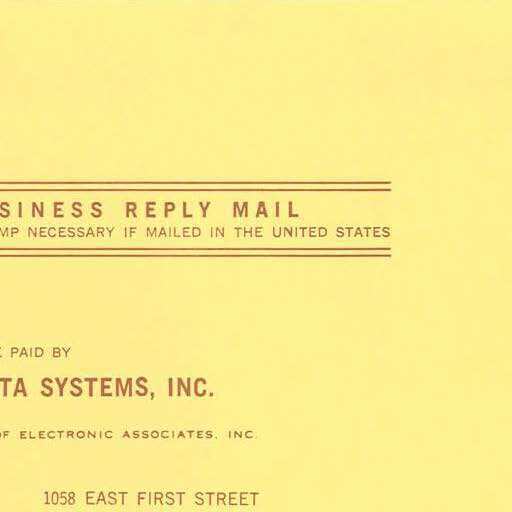 SINESS REPLY MAIL
MP NECESSARY IF MAILED IN THE UNITED STATES
PAID BY
TA SYSTEMS, INC.
OF ELECTRONIC ASSOCIATES, INC.
1058 EAST FIRST STREET